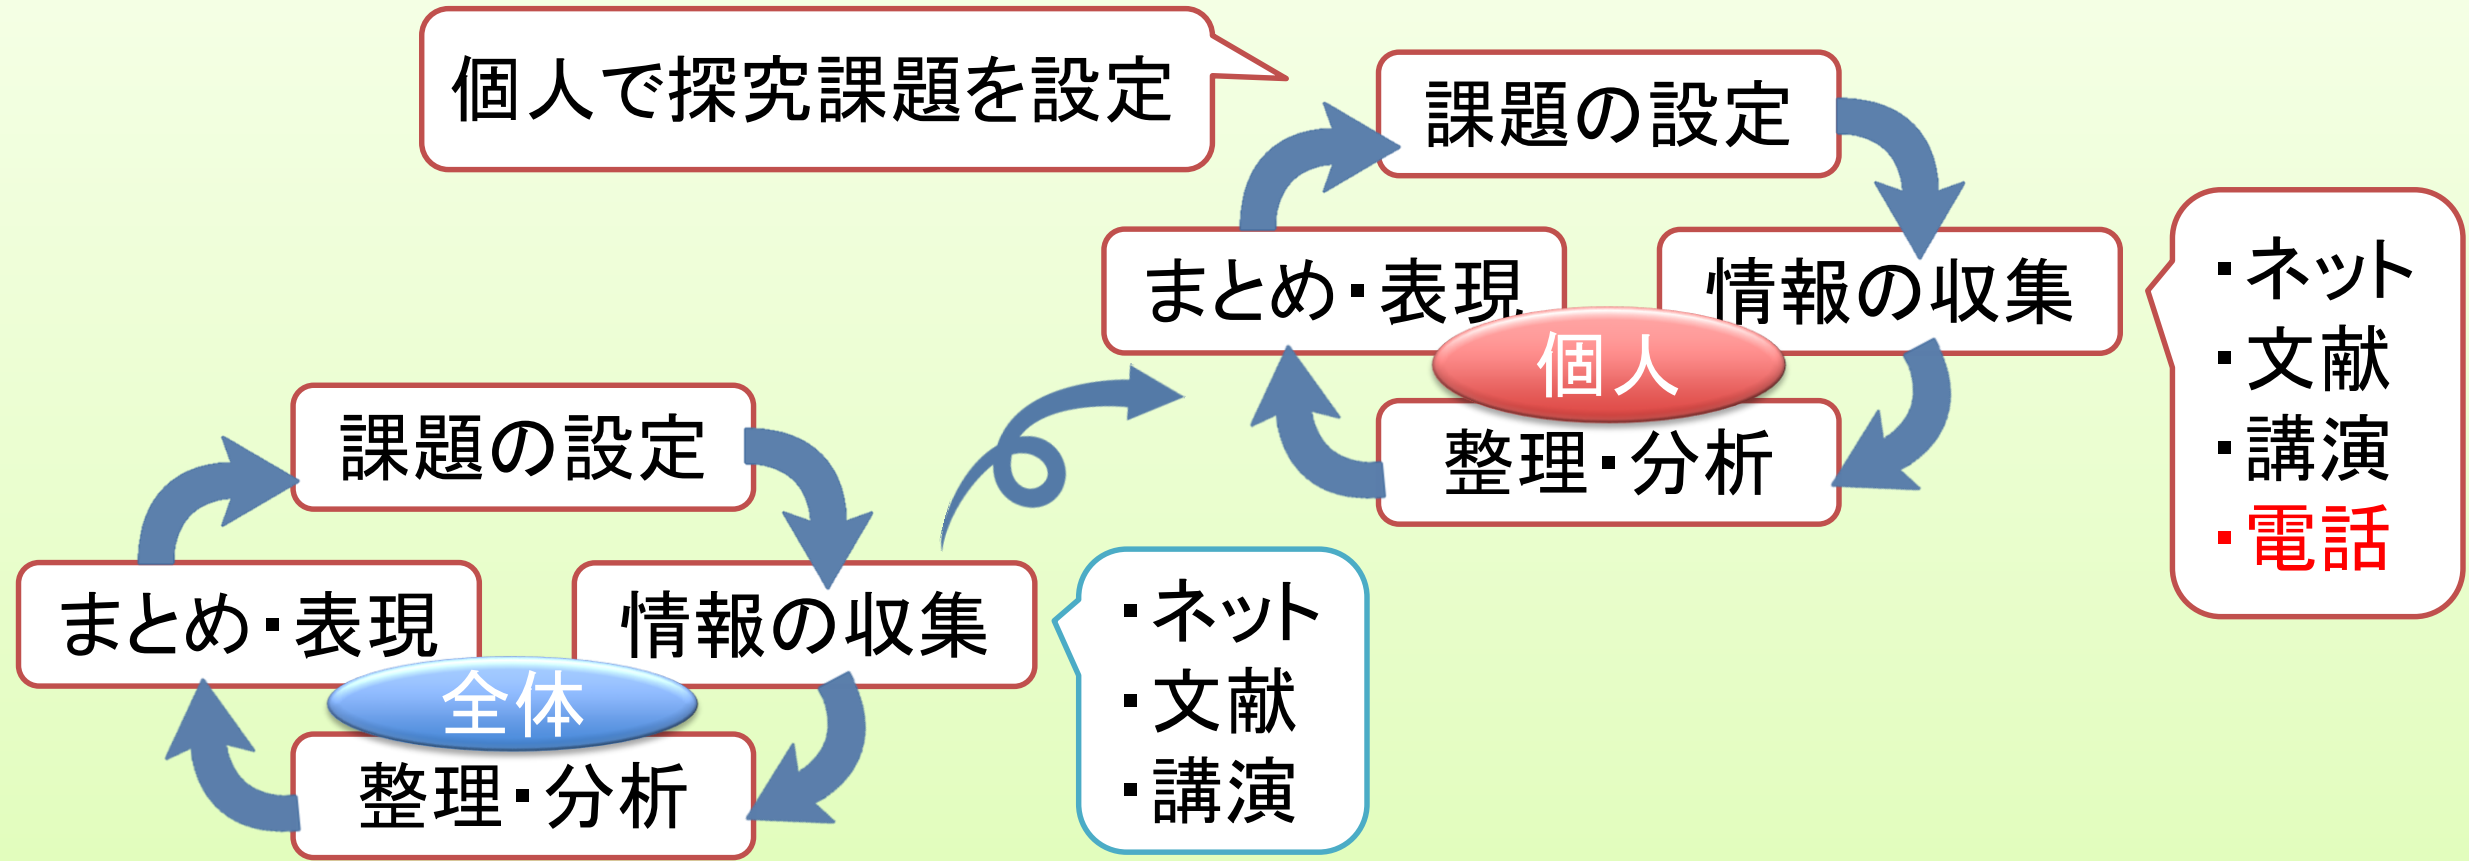 個人で探究課題を設定
課題の設定
まとめ・表現
情報の収集
個人
整理・分析
・ネット
・文献
・講演
・電話
課題の設定
まとめ・表現
情報の収集
全体
整理・分析
・ネット
・文献
・講演